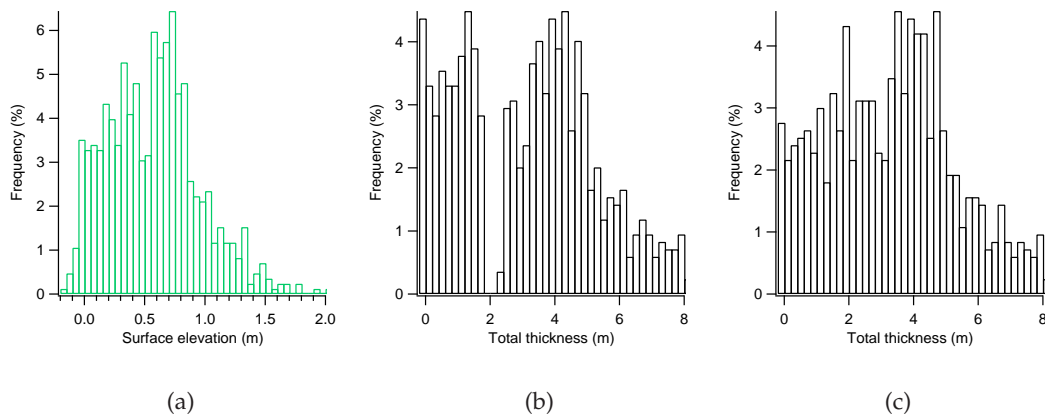 6
5
4
3
2
1
0
Frequency (%)
0.0 0.5 1.0 1.5 2.0
Surface elevation (m)
(a)
4
3
2
1
0
Frequency (%)
0 2 4 6 8
Total thickness (m)
(b)
4
3
2
1
0
Frequency (%)
0 2 4 6 8
Total thickness (m)
(c)